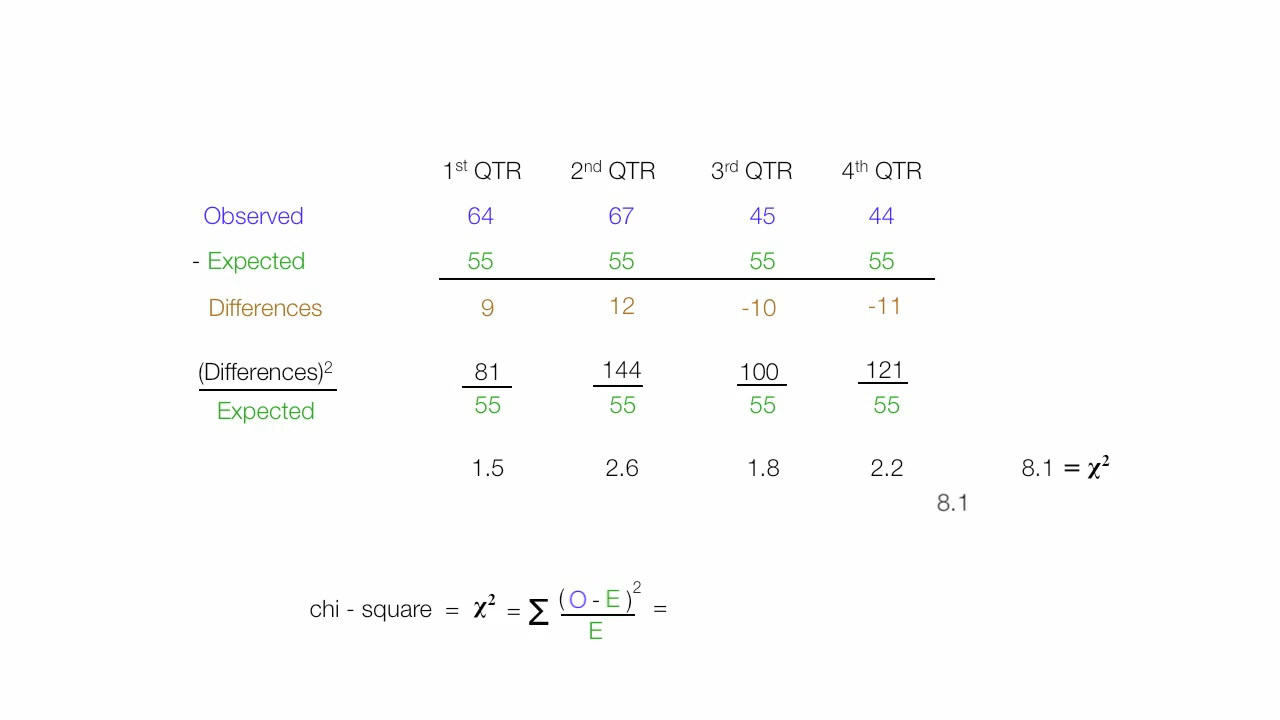 1st QTR 2nd QTR 3rd QTR 4th QTR
Observed 64 67 45 44
- Expected 55 55 55 55
Differences 9 12 -10 -11
(Differences)² 81 144 100 121
Expected 55 55 55 55
1.5 2.6 1.8 2.2 8.1 = χ²
8.1
chi - square = χ² = Σ (O - E)² =
E